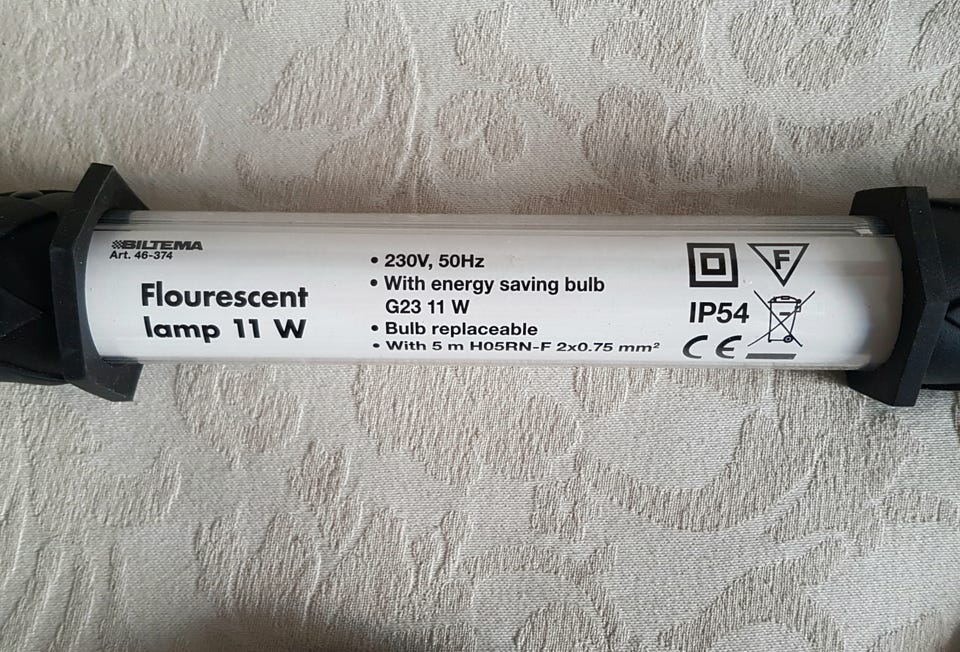 BILTEMA
Art. 46-374
Flourescent
lamp 11 W
• 230V, 50Hz
• With energy saving bulb
G23 11 W
• Bulb replaceable
• With 5 m H05RN-F 2x0.75 mm²
F
IP54
CE